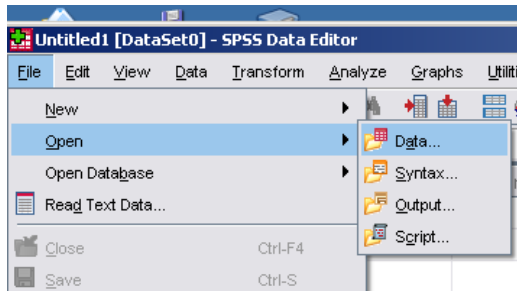 Untitled1 [DataSet0] - SPSS Data Editor
File Edit View Data Transform Analyze Graphs
New
Open
Data...
Open Database
Syntax...
Read Text Data...
Output...
Script...
Close Ctrl-F4
Save Ctrl-S